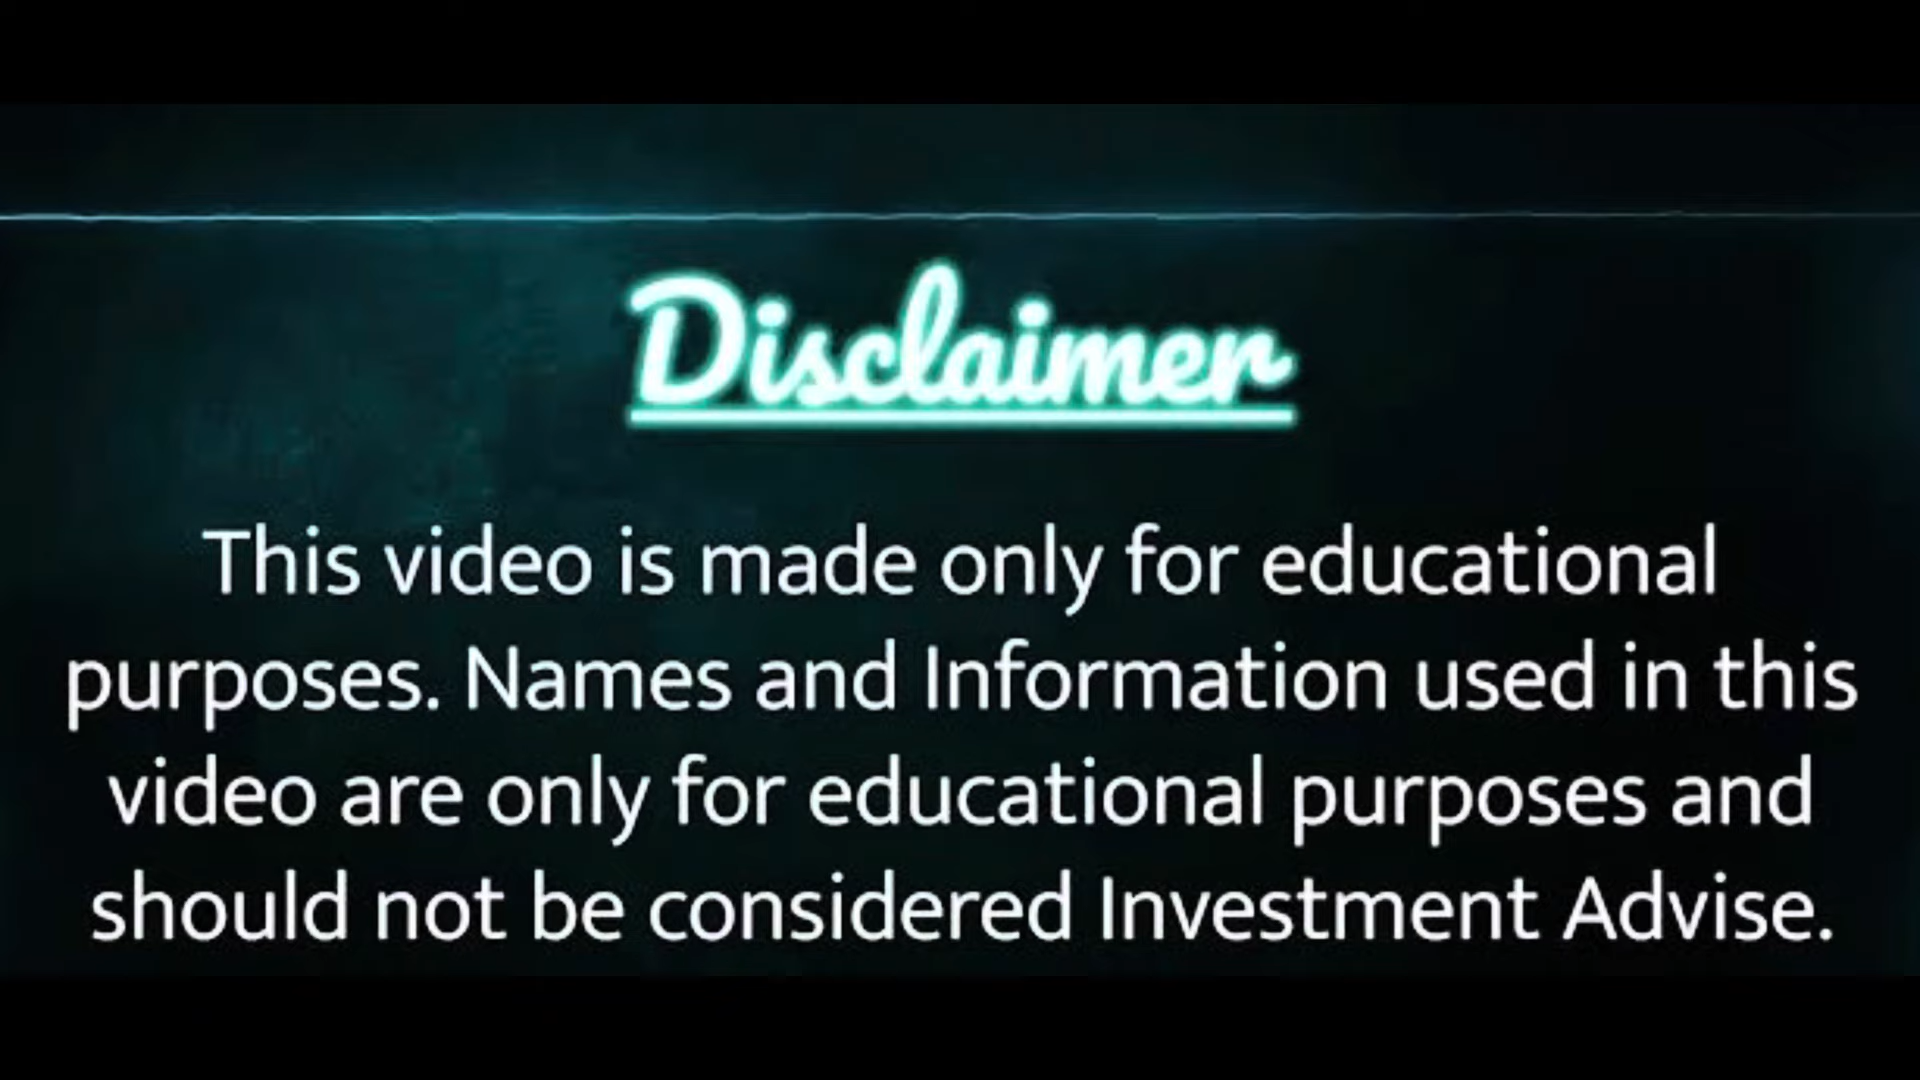 Disclaimer
This video is made only for educational
purposes. Names and Information used in this
video are only for educational purposes and
should not be considered Investment Advise.